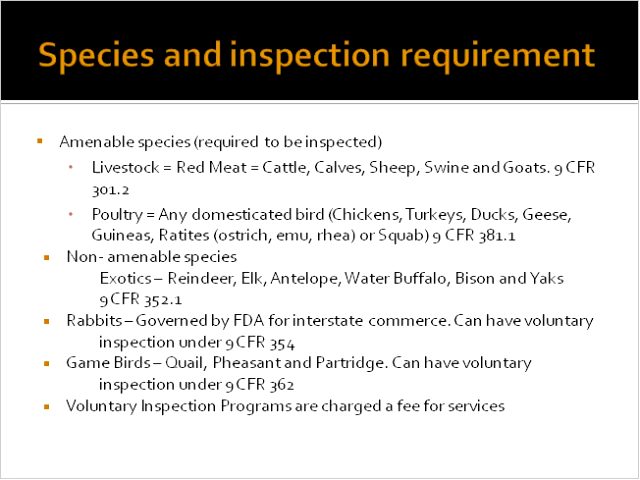 Species and inspection requirement
Amenable species (required to be inspected)
Livestock = Red Meat = Cattle, Calves, Sheep, Swine and Goats. 9 CFR
301.2
Poultry = Any domesticated bird (Chickens, Turkeys, Ducks, Geese,
Guineas, Ratites (ostrich, emu, rhea) or Squab) 9 CFR 381.1
Non- amenable species
Exotics – Reindeer, Elk, Antelope, Water Buffalo, Bison and Yaks
9 CFR 352.1
Rabbits – Governed by FDA for interstate commerce. Can have voluntary
inspection under 9 CFR 354
Game Birds – Quail, Pheasant and Partridge. Can have voluntary
inspection under 9 CFR 362
Voluntary Inspection Programs are charged a fee for services